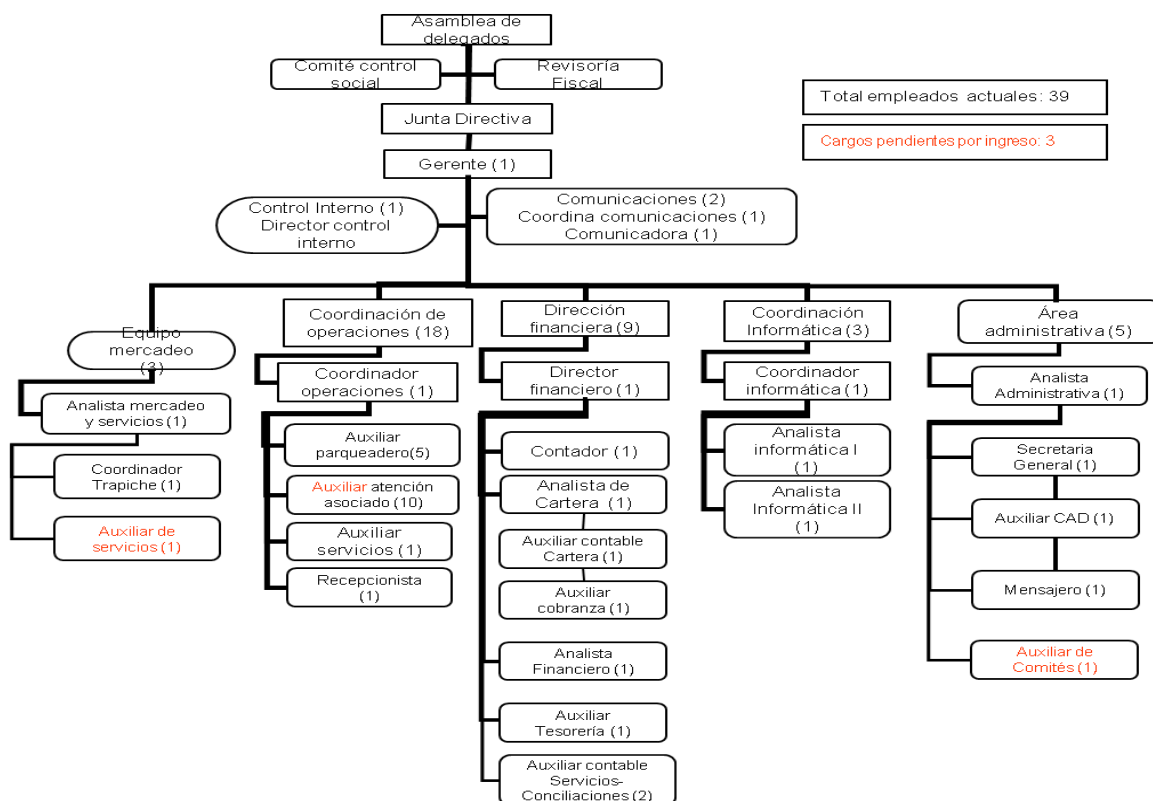 Asamblea de
delegados
Comité control
social
Revisoría
Fiscal
Total empleados actuales: 39
Junta Directiva
Cargos pendientes por ingreso: 3
Gerente (1)
Control Interno (1)
Director control
interno
Comunicaciones (2)
Coordina comunicaciones (1)
Comunicadora (1)
Equipo
mercadeo
(3)
Analista mercadeo
y servicios (1)
Coordinador
Trapiche (1)
Auxiliar de
servicios (1)
Coordinación de
operaciones (18)
Coordinador
operaciones (1)
Auxiliar
parqueadero(5)
Auxiliar atención
asociado (10)
Auxiliar
servicios (1)
Recepcionista
(1)
Dirección
financiera (9)
Director
financiero (1)
Contador (1)
Analista de
Cartera (1)
Auxiliar contable
Cartera (1)
Auxiliar
cobranza (1)
Analista
Financiero (1)
Auxiliar
Tesorería (1)
Auxiliar contable
Servicios-
Conciliaciones (2)
Coordinación
Informática (3)
Coordinador
informática (1)
Analista
informática I
(1)
Analista
Informática II
(1)
Área
administrativa (5)
Analista
Administrativa (1)
Secretaria
General (1)
Auxiliar CAD (1)
Mensajero (1)
Auxiliar de
Comités (1)